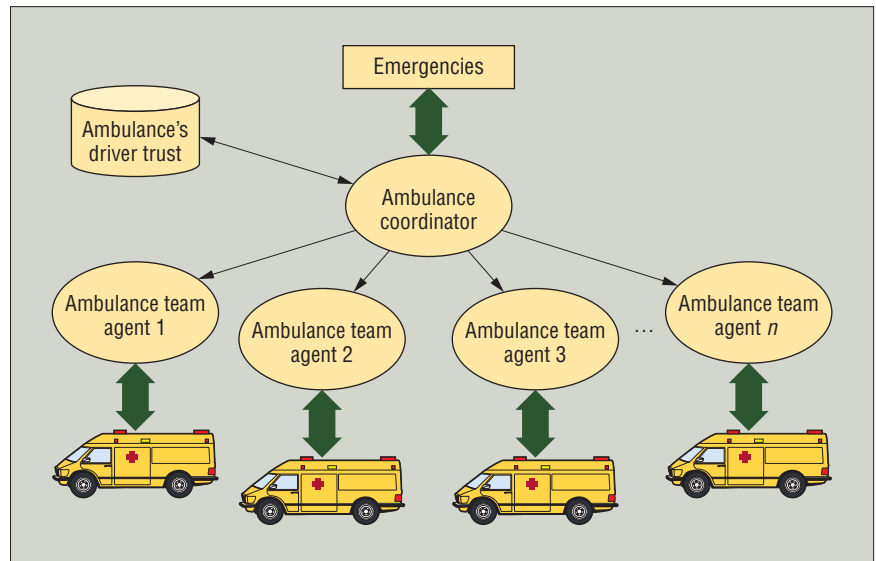 Emergencies
Ambulance's
driver trust
Ambulance
coordinator
Ambulance team
agent 1
Ambulance team
agent 2
Ambulance team
agent 3
...
Ambulance team
agent n